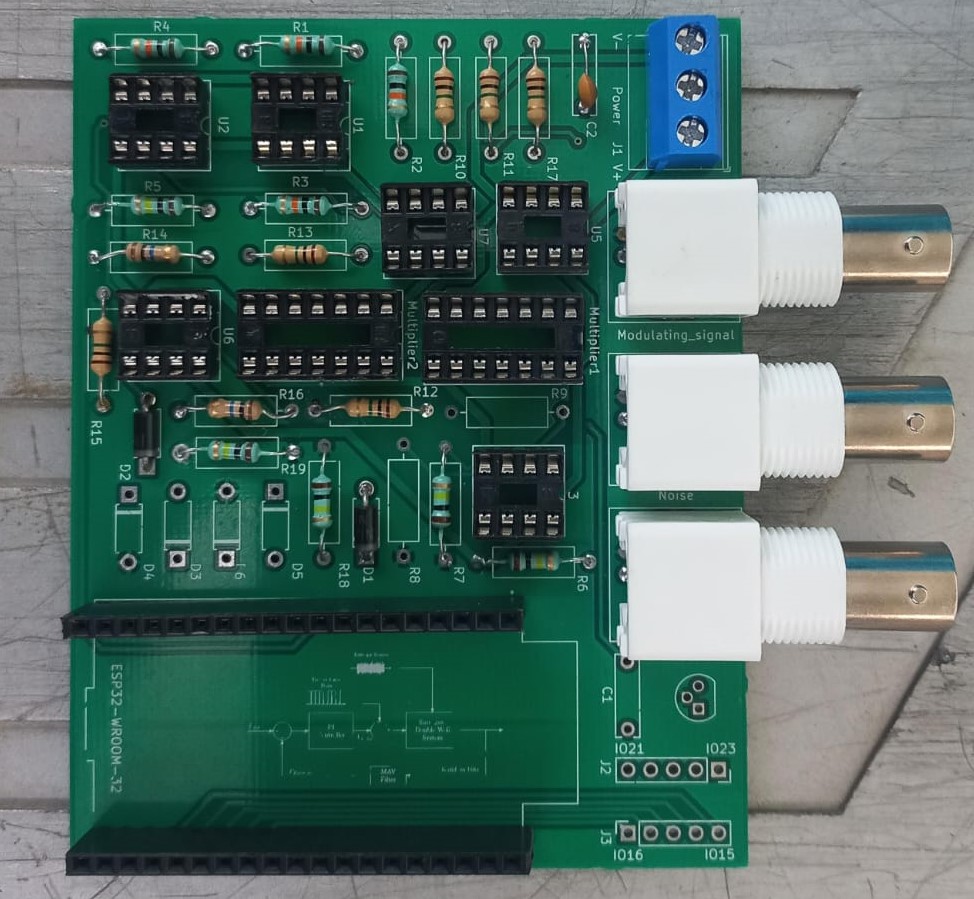 R4
R1
V-
Power
J1
V+
U2
U1
C2
R2
R10
R11
R17
R5
R3
R14
R13
U7
U5
Modulating_signal
U6
Multiplier2
Multiplier1
R15
R16
R12
R9
R19
Noise
D2
D4
D3
D5
R18
D1
R8
R7
R6
3
6
ESP32-WROOM-32
MAV
Filter
C1
IO21
IO23
J2
J3
IO16
IO15